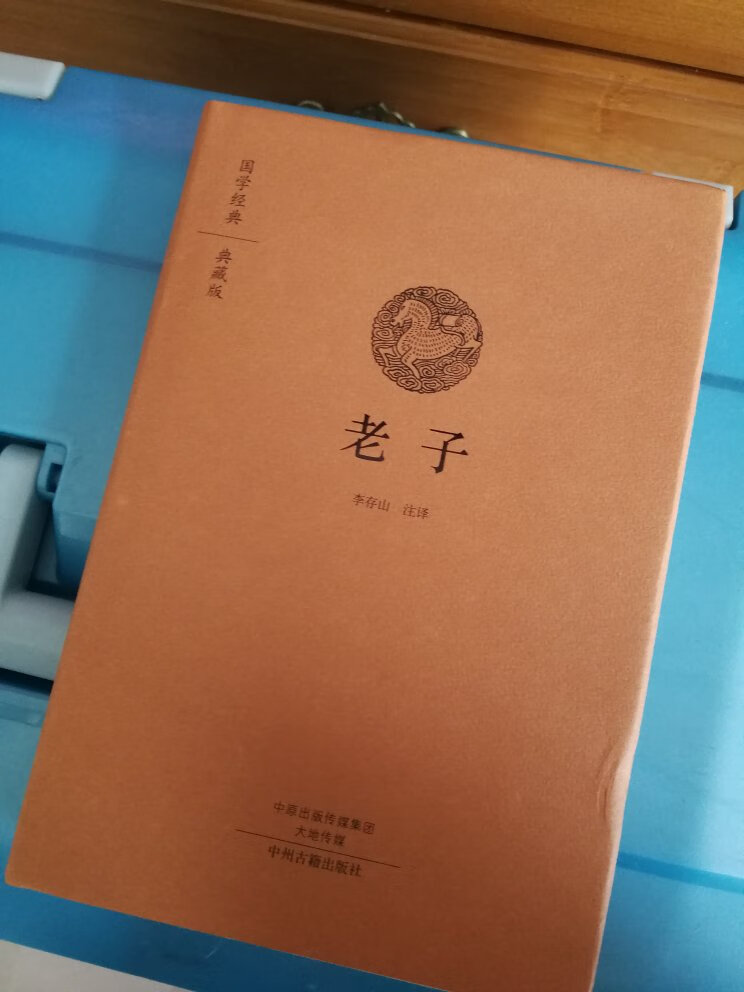 国学经典
典藏版
老子
李存山 注译
中原出版传媒集团
大地传媒
中州古籍出版社